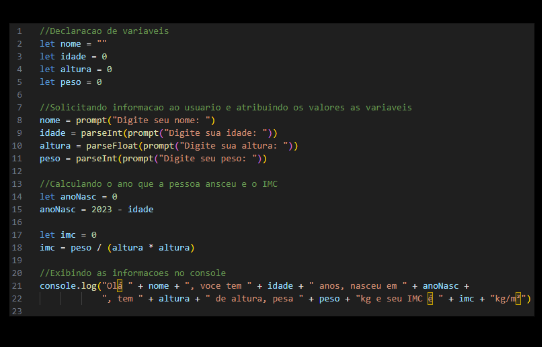 1 //Declaracao de variaveis
2 let nome = ""
3 let idade = 0
4 let altura = 0
5 let peso = 0
6
7 //Solicitando informacao ao usuario e atribuindo os valores as variaveis
8 nome = prompt("Digite seu nome: ")
9 idade = parseInt(prompt("Digite sua idade: "))
10 altura = parseFloat(prompt("Digite sua altura: "))
11 peso = parseInt(prompt("Digite seu peso: "))
12
13 //Calculando o ano que a pessoa ansceu e o IMC
14 let anoNasc = 0
15 anoNasc = 2023 - idade
16
17 let imc = 0
18 imc = peso / (altura * altura)
19
20 //Exibindo as informacoes no console
21 console.log("Olá " + nome + ", voce tem " + idade + " anos, nasceu em " + anoNasc +
22 ", tem " + altura + " de altura, pesa " + peso + "kg e seu IMC é " + imc + "kg/m²")
23